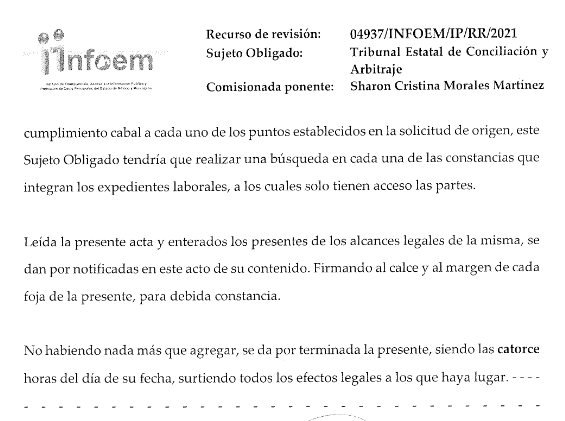 infoem
Recurso de revisión: 04937/INFOEM/IP/RR/2021
Sujeto Obligado: Tribunal Estatal de Conciliación y
Arbitraje
Comisionada ponente: Sharon Cristina Morales Martínez
cumplimiento cabal a cada uno de los puntos establecidos en la solicitud de origen, este
Sujeto Obligado tendría que realizar una búsqueda en cada una de las constancias que
integran los expedientes laborales, a los cuales solo tienen acceso las partes.
Leída la presente acta y enterados los presentes de los alcances legales de la misma, se
dan por notificadas en este acto de su contenido. Firmando al calce y al margen de cada
foja de la presente, para debida constancia.
No habiendo nada más que agregar, se da por terminada la presente, siendo las catorce
horas del día de su fecha, surtiendo todos los efectos legales a los que haya lugar. - - - -
- - - - - - - - - - - - - - - - - - - - - - - - - - - - -